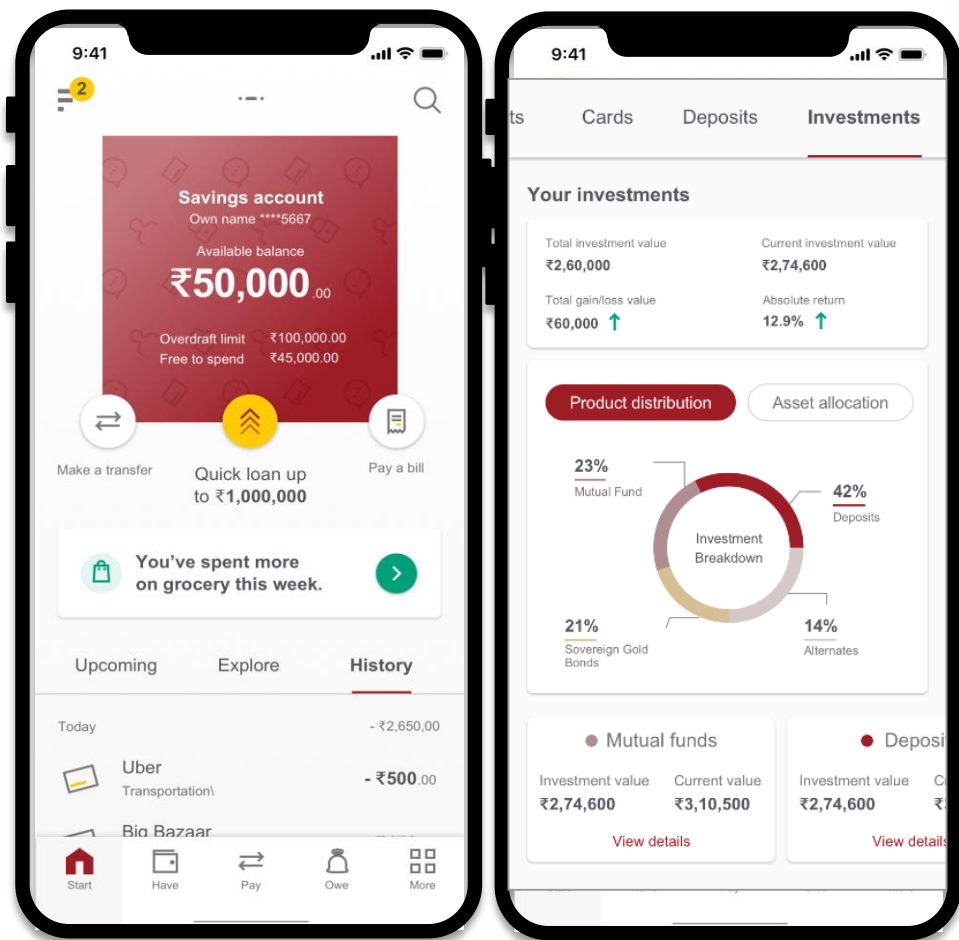 9:41
2
Savings account
Own name ****5667
Available balance
₹50,000.00
Overdraft limit ₹100,000.00
Free to spend ₹45,000.00
Make a transfer
Quick loan up
to ₹1,000,000
Pay a bill
You've spent more
on grocery this week.
Upcoming Explore History
Today - ₹2,650,00
Uber
Transportation\
- ₹500.00
Big Bazaar
Start Have Pay Owe More
9:41
ts Cards Deposits Investments
Your investments
Total investment value Current investment value
₹2,60,000 ₹2,74,600
Total gain/loss value Absolute return
₹60,000 12.9%
Product distribution Asset allocation
23%
Mutual Fund
42%
Deposits
Investment
Breakdown
21%
Sovereign Gold
Bonds
14%
Alternates
Mutual funds
Investment value Current value
₹2,74,600 ₹3,10,500
View details
Deposi
Investment value C
₹2,74,600 ₹
View details